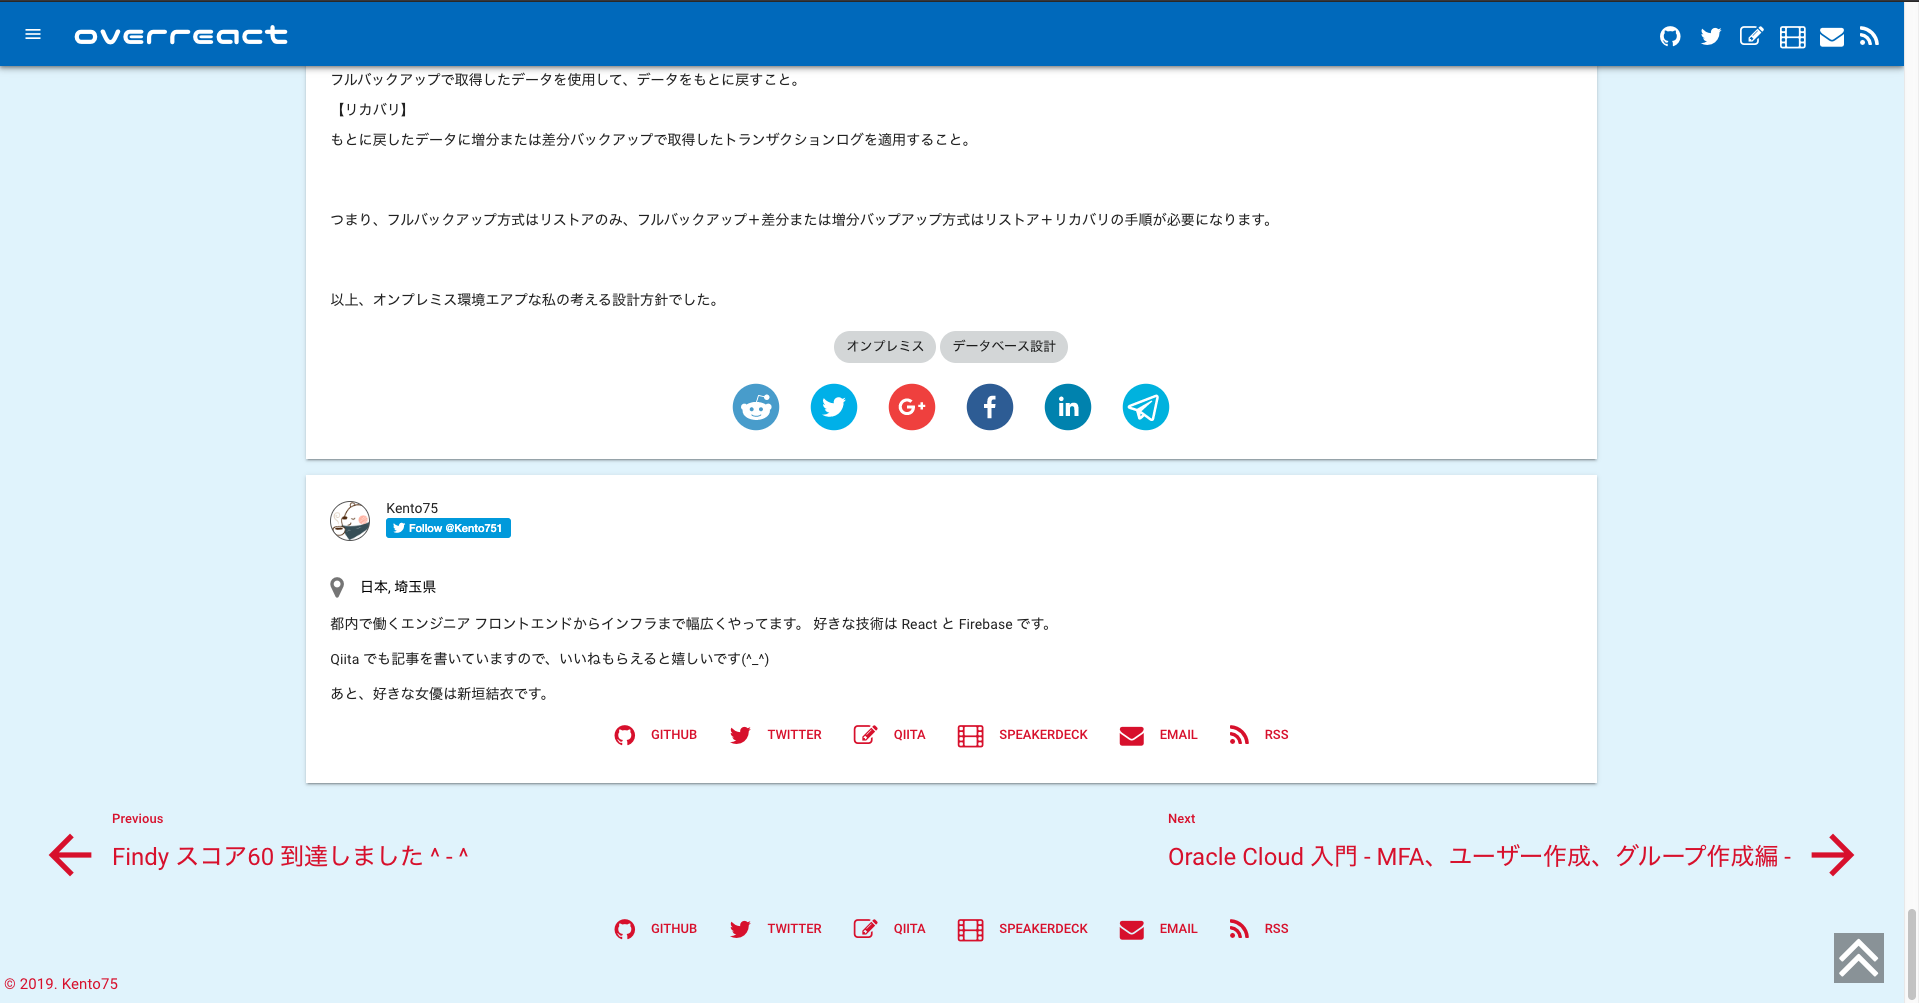 overreact
フルバックアップで取得したデータを使用して、データをもとに戻すこと。
【リカバリ】
もとに戻したデータに増分または差分バックアップで取得したトランザクションログを適用すること。
つまり、フルバックアップ方式はリストアのみ、フルバックアップ＋差分または増分バップアップ方式はリストア＋リカバリの手順が必要になります。
以上、オンプレミス環境エアプな私の考える設計方針でした。
オンプレミス データベース設計
Kento75
Follow @Kento751
日本, 埼玉県
都内で働くエンジニア フロントエンドからインフラまで幅広くやってます。 好きな技術は React と Firebase です。
Qiita でも記事を書いていますので、いいねもらえると嬉しいです(^_^)
あと、好きな女優は新垣結衣です。
GITHUB TWITTER QIITA SPEAKERDECK EMAIL RSS
Previous
Findy スコア60 到達しました ^ - ^
Next
Oracle Cloud 入門 - MFA、ユーザー作成、グループ作成編 -
GITHUB TWITTER QIITA SPEAKERDECK EMAIL RSS
© 2019. Kento75